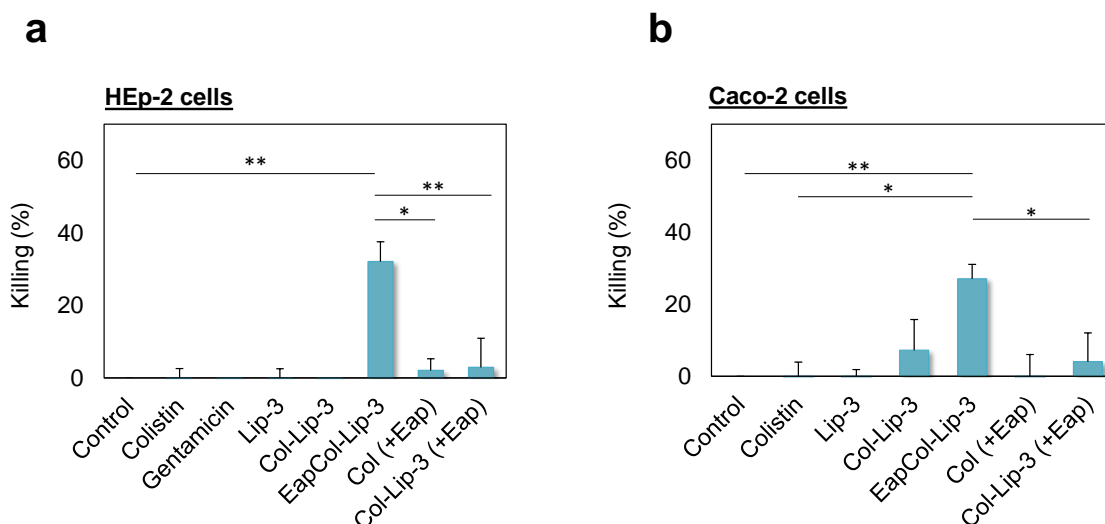 a
HEp-2 cells
Killing (%)
60
40
20
0
**
**
*
Control
Colistin
Gentamicin
Lip-3
Col-Lip-3
EapCol-Lip-3
Col (+Eap)
Col-Lip-3 (+Eap)
b
Caco-2 cells
Killing (%)
60
40
20
0
**
*
*
Control
Colistin
Lip-3
Col-Lip-3
EapCol-Lip-3
Col (+Eap)
Col-Lip-3 (+Eap)